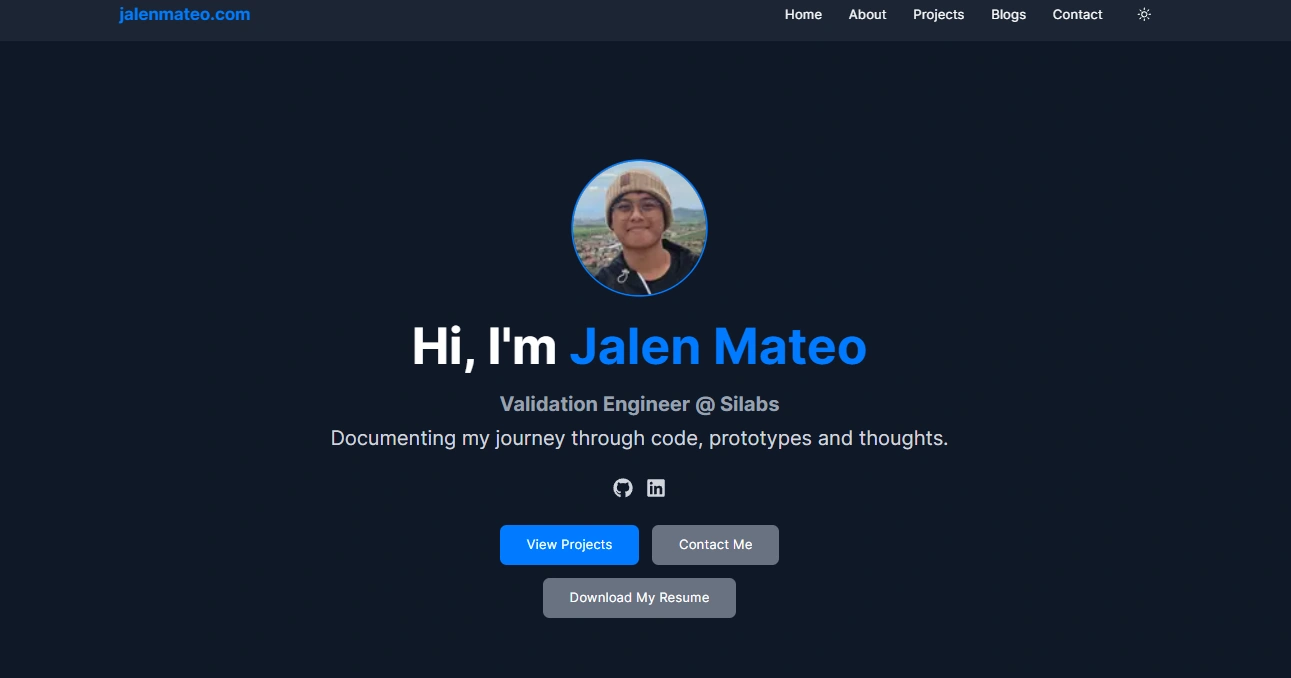 jalenmateo.com
Home About Projects Blogs Contact
Hi, I'm Jalen Mateo
Validation Engineer @ Silabs
Documenting my journey through code, prototypes and thoughts.
View Projects
Contact Me
Download My Resume